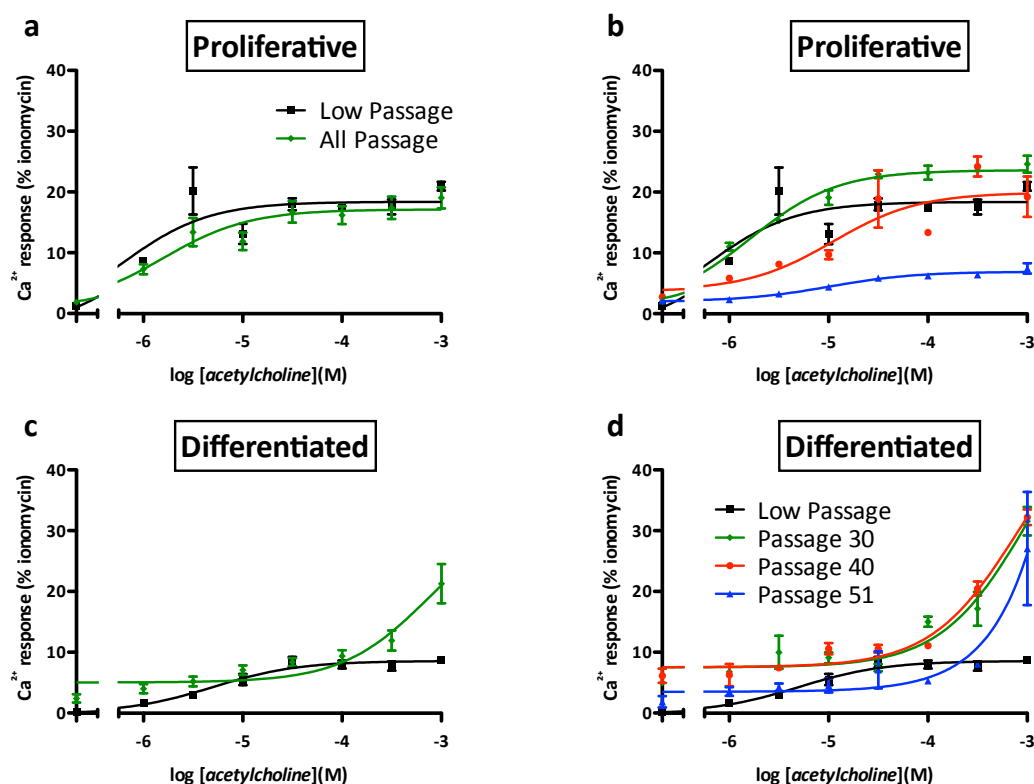 a
Proliferative
Ca²⁺ response (% ionomycin)
40
30
20
10
0
Low Passage
All Passage
-6
-5
-4
-3
log [acetylcholine](M)
b
Proliferative
Ca²⁺ response (% ionomycin)
40
30
20
10
0
-6
-5
-4
-3
log [acetylcholine](M)
c
Differentiated
Ca²⁺ response (% ionomycin)
40
30
20
10
0
-6
-5
-4
-3
log [acetylcholine](M)
d
Differentiated
Ca²⁺ response (% ionomycin)
40
30
20
10
0
Low Passage
Passage 30
Passage 40
Passage 51
-6
-5
-4
-3
log [acetylcholine](M)